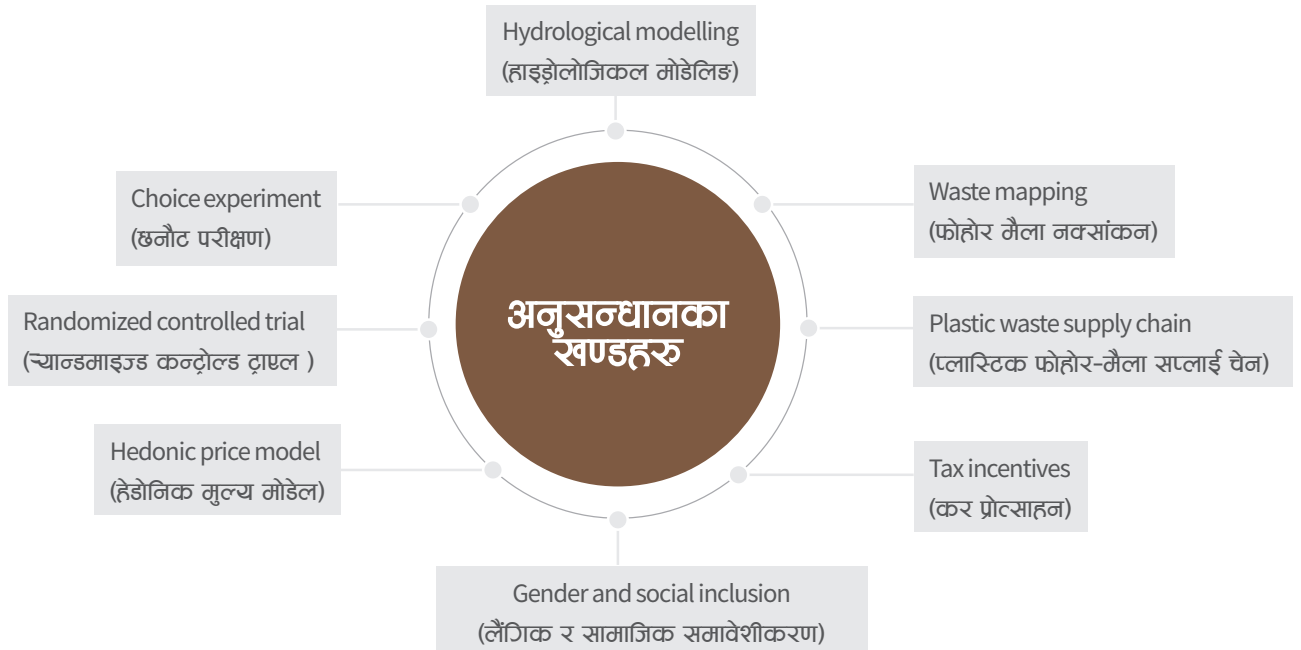 Hydrological modelling
(हाइड्रोलोजिकल मोडेलिङ)
Choice experiment
(छनौट परीक्षण)
Waste mapping
(फोहोर मैला नक्सांकन)
अनुसन्धानका
खण्डहरु
Randomized controlled trial
(र्‍यान्डमाइज्ड कन्ट्रोल्ड ट्राएल )
Plastic waste supply chain
(प्लास्टिक फोहोर-मैला सप्लाई चेन)
Hedonic price model
(हेडोनिक मुल्य मोडेल)
Tax incentives
(कर प्रोत्साहन)
Gender and social inclusion
(लैंगिक र सामाजिक समावेशीकरण)